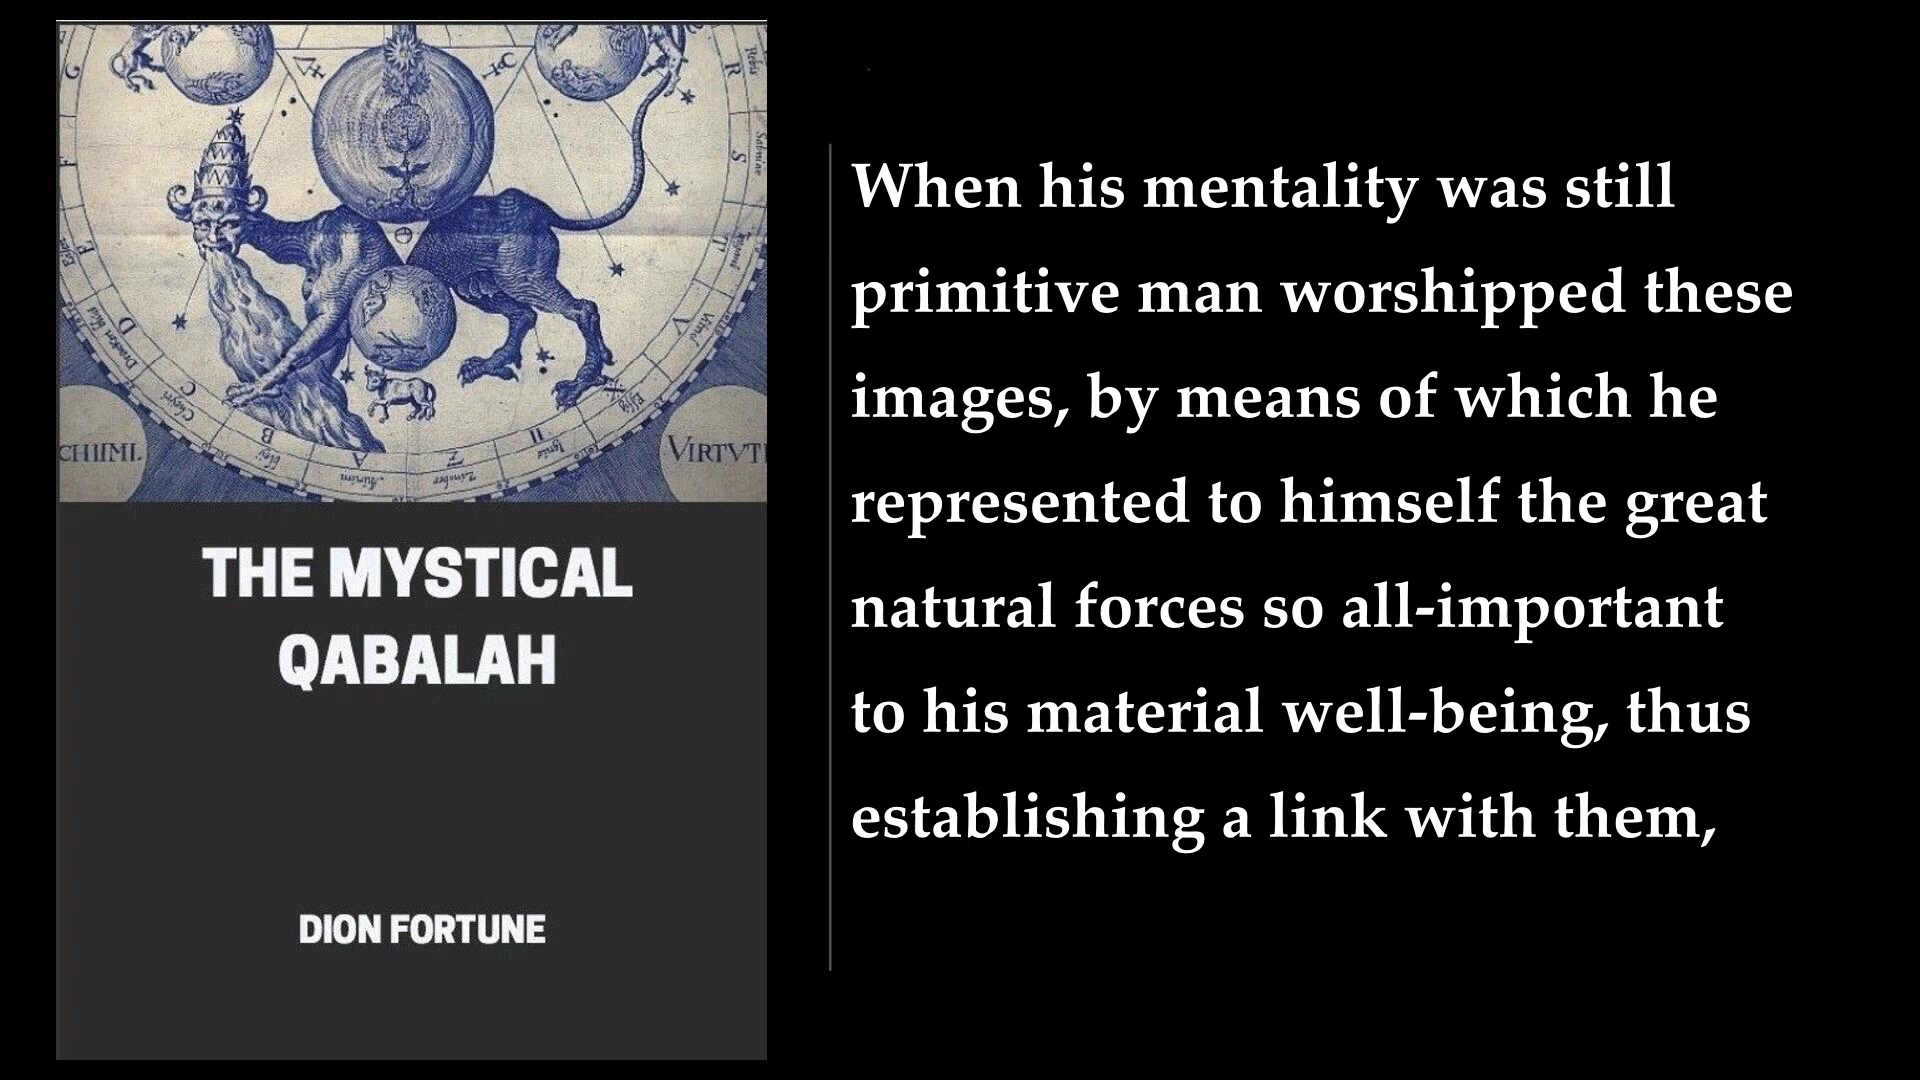 CHIIMI.
VIRTVT
THE MYSTICAL
QABALAH
DION FORTUNE
When his mentality was still
primitive man worshipped these
images, by means of which he
represented to himself the great
natural forces so all-important
to his material well-being, thus
establishing a link with them,